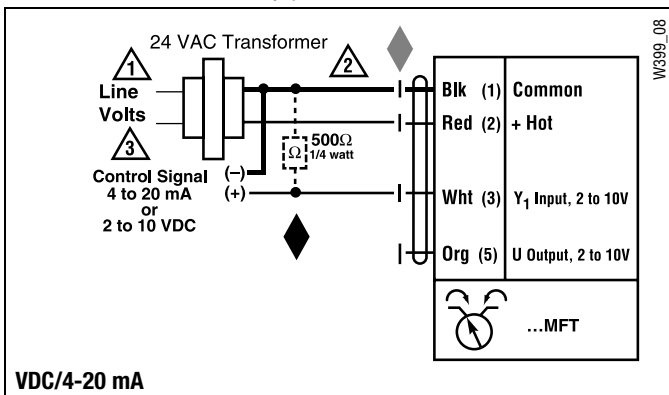 W399_08
24 VAC Transformer
1
2
Line
Volts
3
Control Signal
4 to 20 mA
or
2 to 10 VDC
(–)
(+)
Ω
500Ω
1/4 watt
Blk (1) Common
Red (2) + Hot
Wht (3) Y1 Input, 2 to 10V
Org (5) U Output, 2 to 10V
...MFT
VDC/4-20 mA